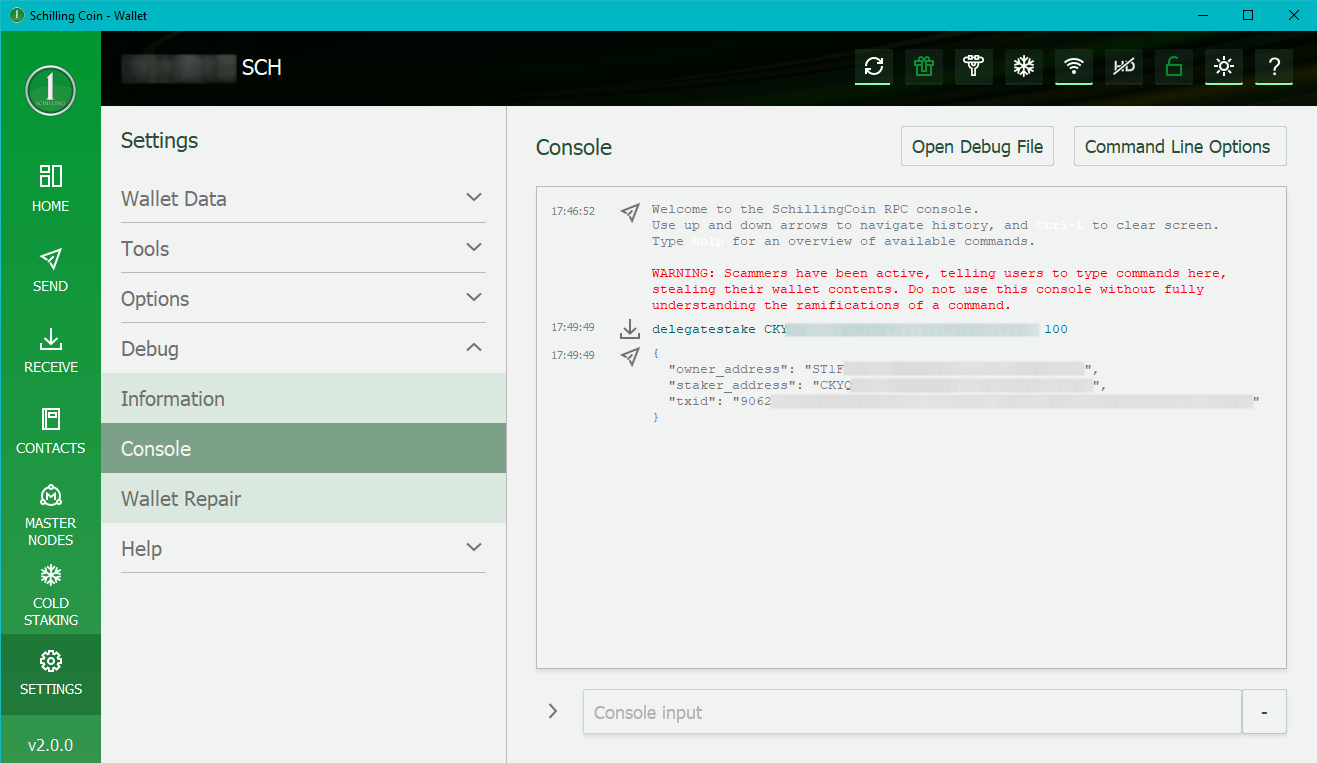 Schilling Coin - Wallet
SCH
1
SCHILLING
HOME
SEND
RECEIVE
CONTACTS
MASTER
NODES
COLD
STAKING
SETTINGS
v2.0.0
HD
?
Settings
Wallet Data
Tools
Options
Debug
Information
Console
Wallet Repair
Help
Console
Open Debug File
Command Line Options
17:46:52
Welcome to the SchillingCoin RPC console.
Use up and down arrows to navigate history, and Ctrl-L to clear screen.
Type help for an overview of available commands.
WARNING: Scammers have been active, telling users to type commands here,
stealing their wallet contents. Do not use this console without fully
understanding the ramifications of a command.
17:49:49
delegatestake CKY 100
17:49:49
{
"owner_address": "ST1F ",
"staker_address": "CKYQ ",
"txid": "9062 "
}
Console input
-